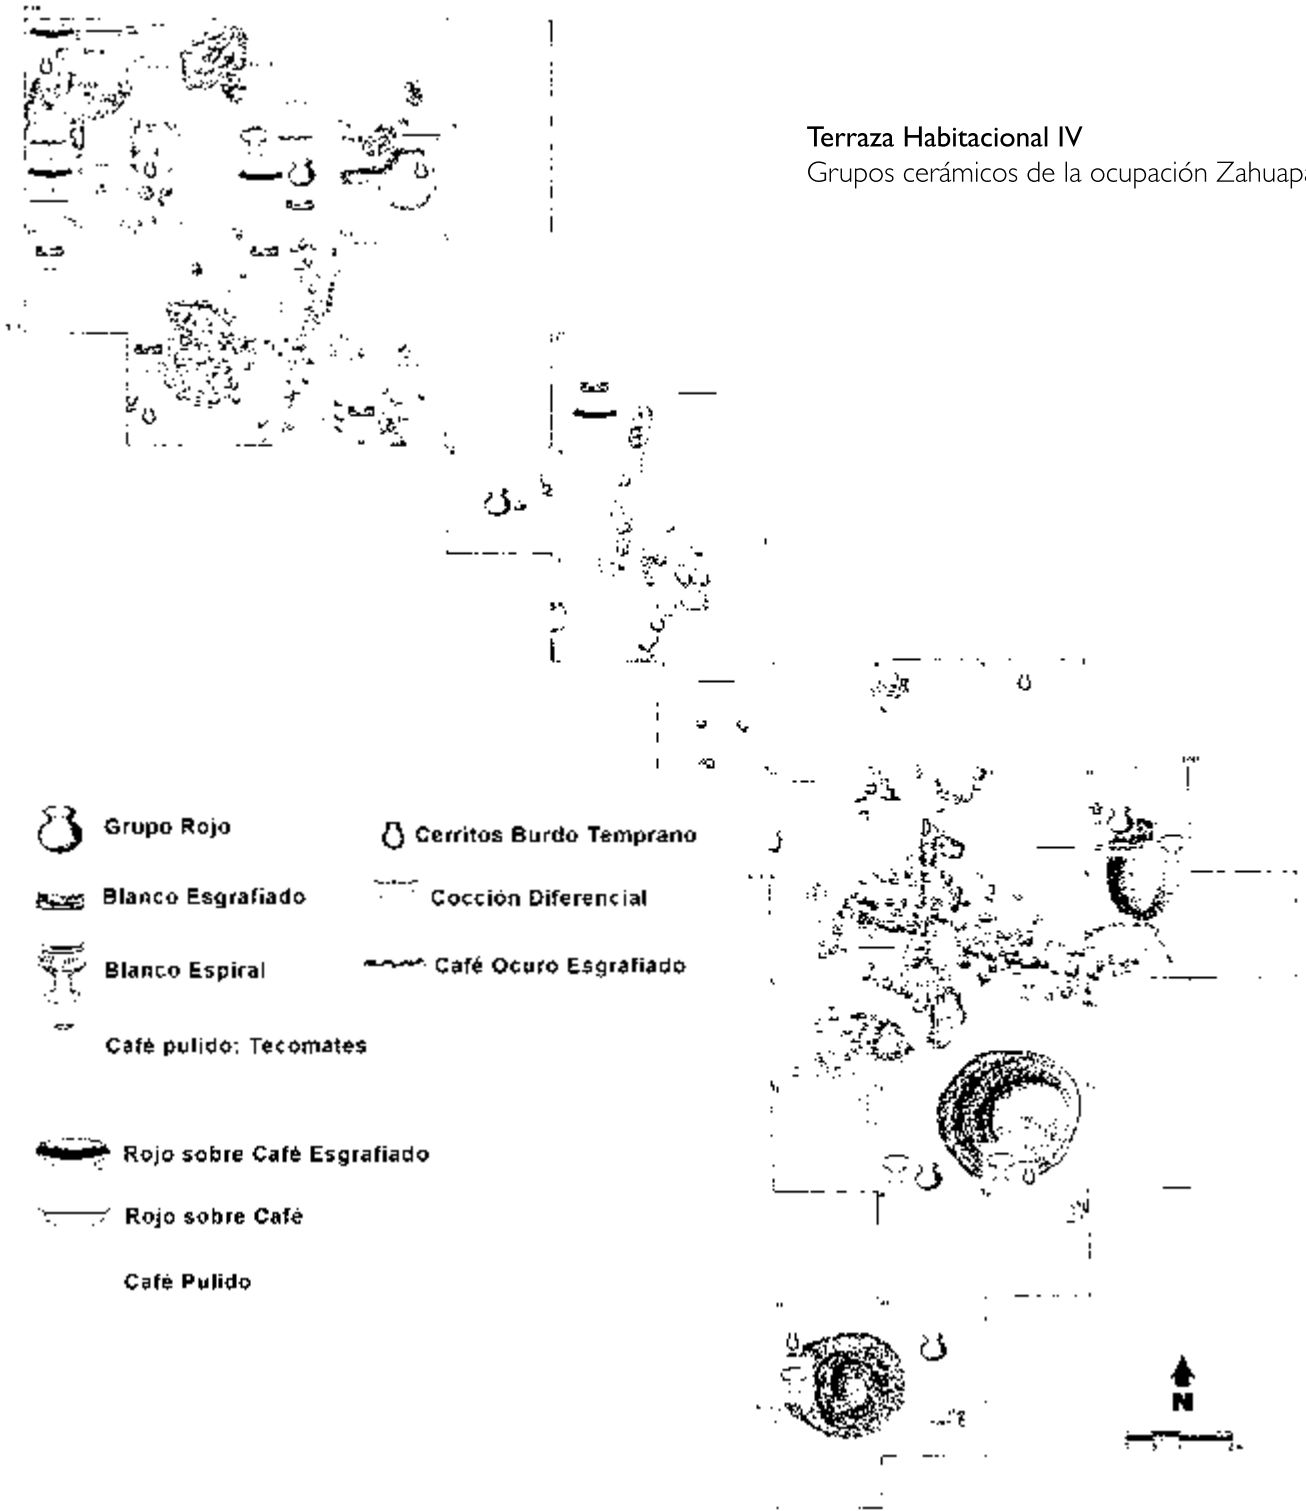 Terraza Habitacional IV
Grupos cerámicos de la ocupación Zahuapa
Grupo Rojo
Cerritos Burdo Temprano
Blanco Esgrafiado
Cocción Diferencial
Blanco Espiral
Café Ocuro Esgrafiado
Café pulido: Tecomates
Rojo sobre Café Esgrafiado
Rojo sobre Café
Café Pulido
N